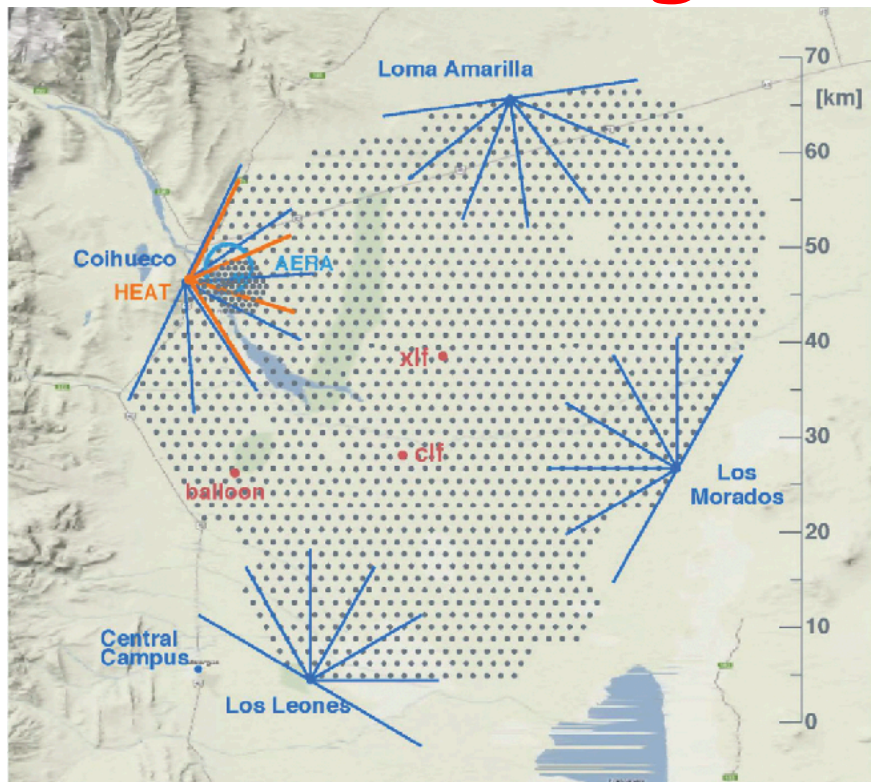 70
Loma Amarilla
[km]
60
50
Coihueco
AERA
HEAT
40
xlf
30
clf
Los
Morados
balloon
20
Central
Campus
10
Los Leones
0